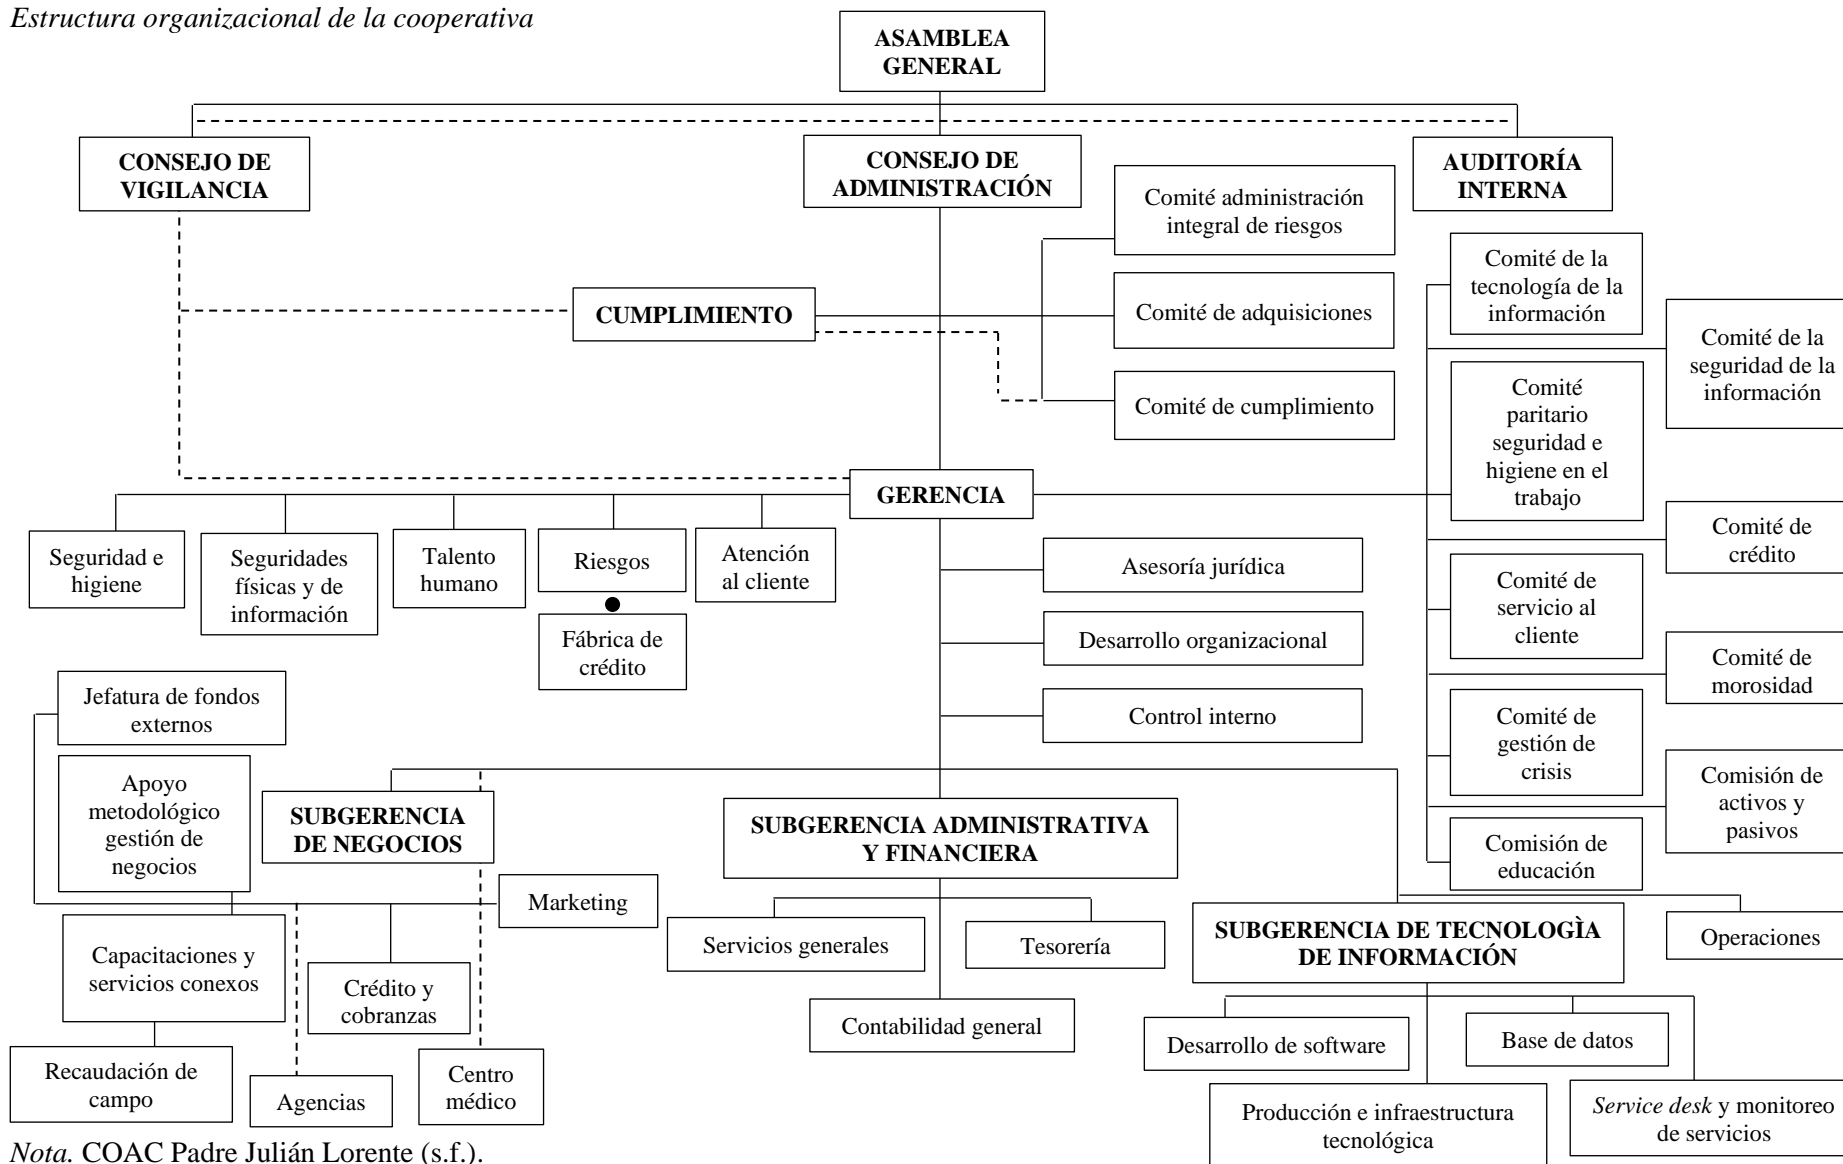 Estructura organizacional de la cooperativa
ASAMBLEA
GENERAL
CONSEJO DE
VIGILANCIA
CONSEJO DE
ADMINISTRACIÓN
AUDITORÍA
INTERNA
Comité administración
integral de riesgos
Comité de adquisiciones
Comité de cumplimiento
CUMPLIMIENTO
Comité de la
tecnología de la
información
Comité de la
seguridad de la
información
Comité
paritario
seguridad e
higiene en el
trabajo
Comité de
crédito
Comité de
servicio al
cliente
Comité de
morosidad
Comité de
gestión de
crisis
Comisión de
activos y
pasivos
Comisión de
educación
GERENCIA
Seguridad e
higiene
Seguridades
físicas y de
información
Talento
humano
Riesgos
Atención
al cliente
Fábrica de
crédito
Asesoría jurídica
Desarrollo organizacional
Control interno
Jefatura de fondos
externos
Apoyo
metodológico
gestión de
negocios
SUBGERENCIA
DE NEGOCIOS
SUBGERENCIA ADMINISTRATIVA
Y FINANCIERA
Marketing
Capacitaciones y
servicios conexos
Crédito y
cobranzas
Recaudación de
campo
Agencias
Centro
médico
Servicios generales
Tesorería
Contabilidad general
SUBGERENCIA DE TECNOLOGÌA
DE INFORMACIÓN
Operaciones
Desarrollo de software
Base de datos
Producción e infraestructura
tecnológica
Service desk y monitoreo
de servicios
Nota. COAC Padre Julián Lorente (s.f.).